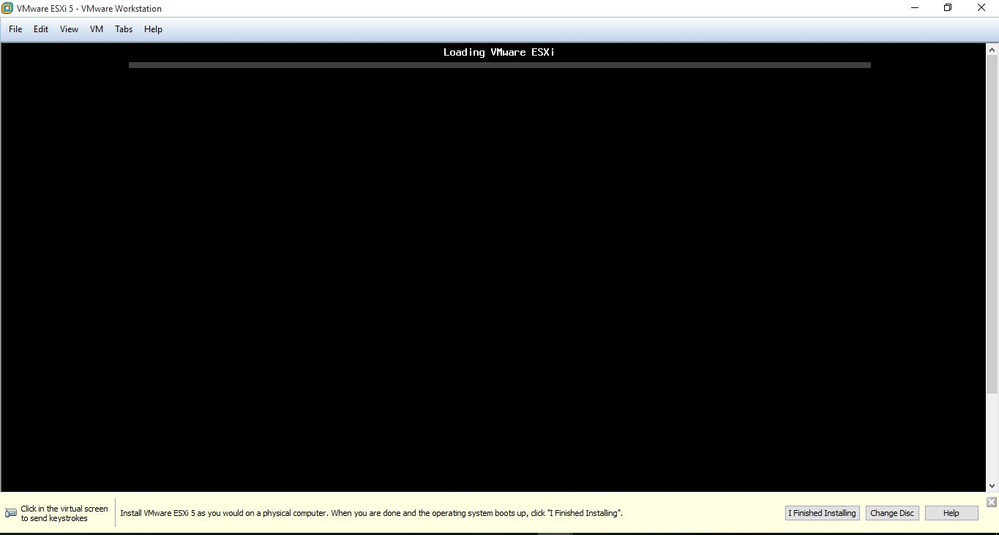 VMware ESXi 5 - VMware Workstation
File Edit View VM Tabs Help
Loading VMware ESXi
Click in the virtual screen
to send keystrokes
Install VMware ESXi 5 as you would on a physical computer. When you are done and the operating system boots up, click "I Finished Installing".
I Finished Installing Change Disc Help